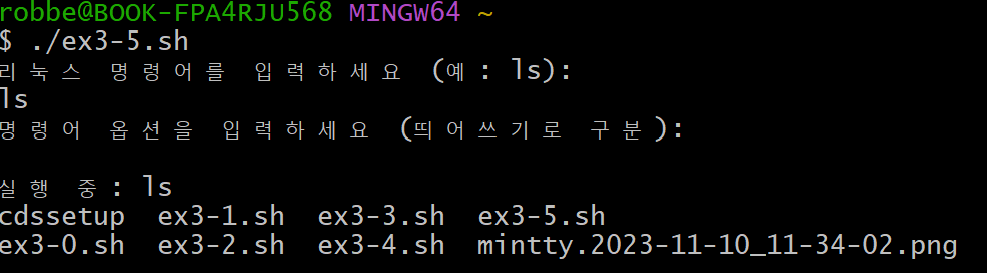 robbe@BOOK-FPA4RJU568 MINGW64 ~
$ ./ex3-5.sh
리눅스 명령어를 입력하세요 (예: ls):
ls
명령어 옵션을 입력하세요 (띄어쓰기로 구분):
실행 중: ls
cdssetup ex3-1.sh ex3-3.sh ex3-5.sh
ex3-0.sh ex3-2.sh ex3-4.sh mintty.2023-11-10_11-34-02.png